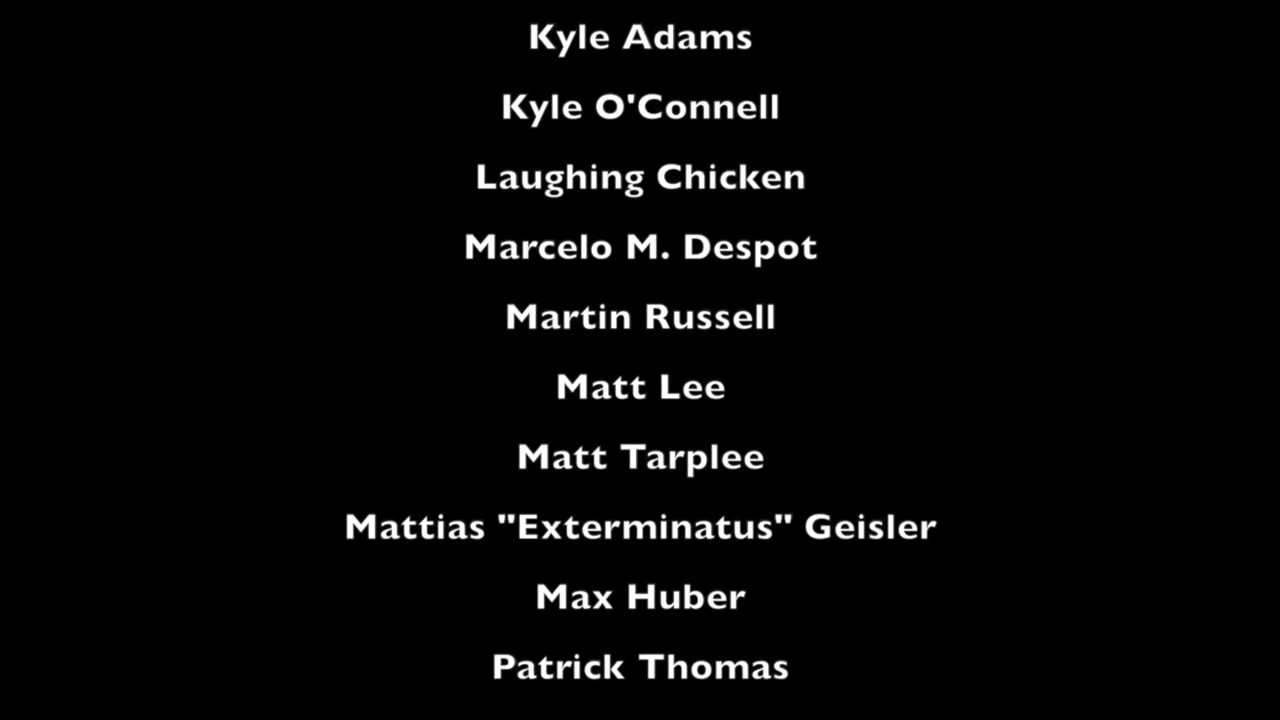 Kyle Adams
Kyle O'Connell
Laughing Chicken
Marcelo M. Despot
Martin Russell
Matt Lee
Matt Tarplee
Mattias "Exterminatus" Geisler
Max Huber
Patrick Thomas